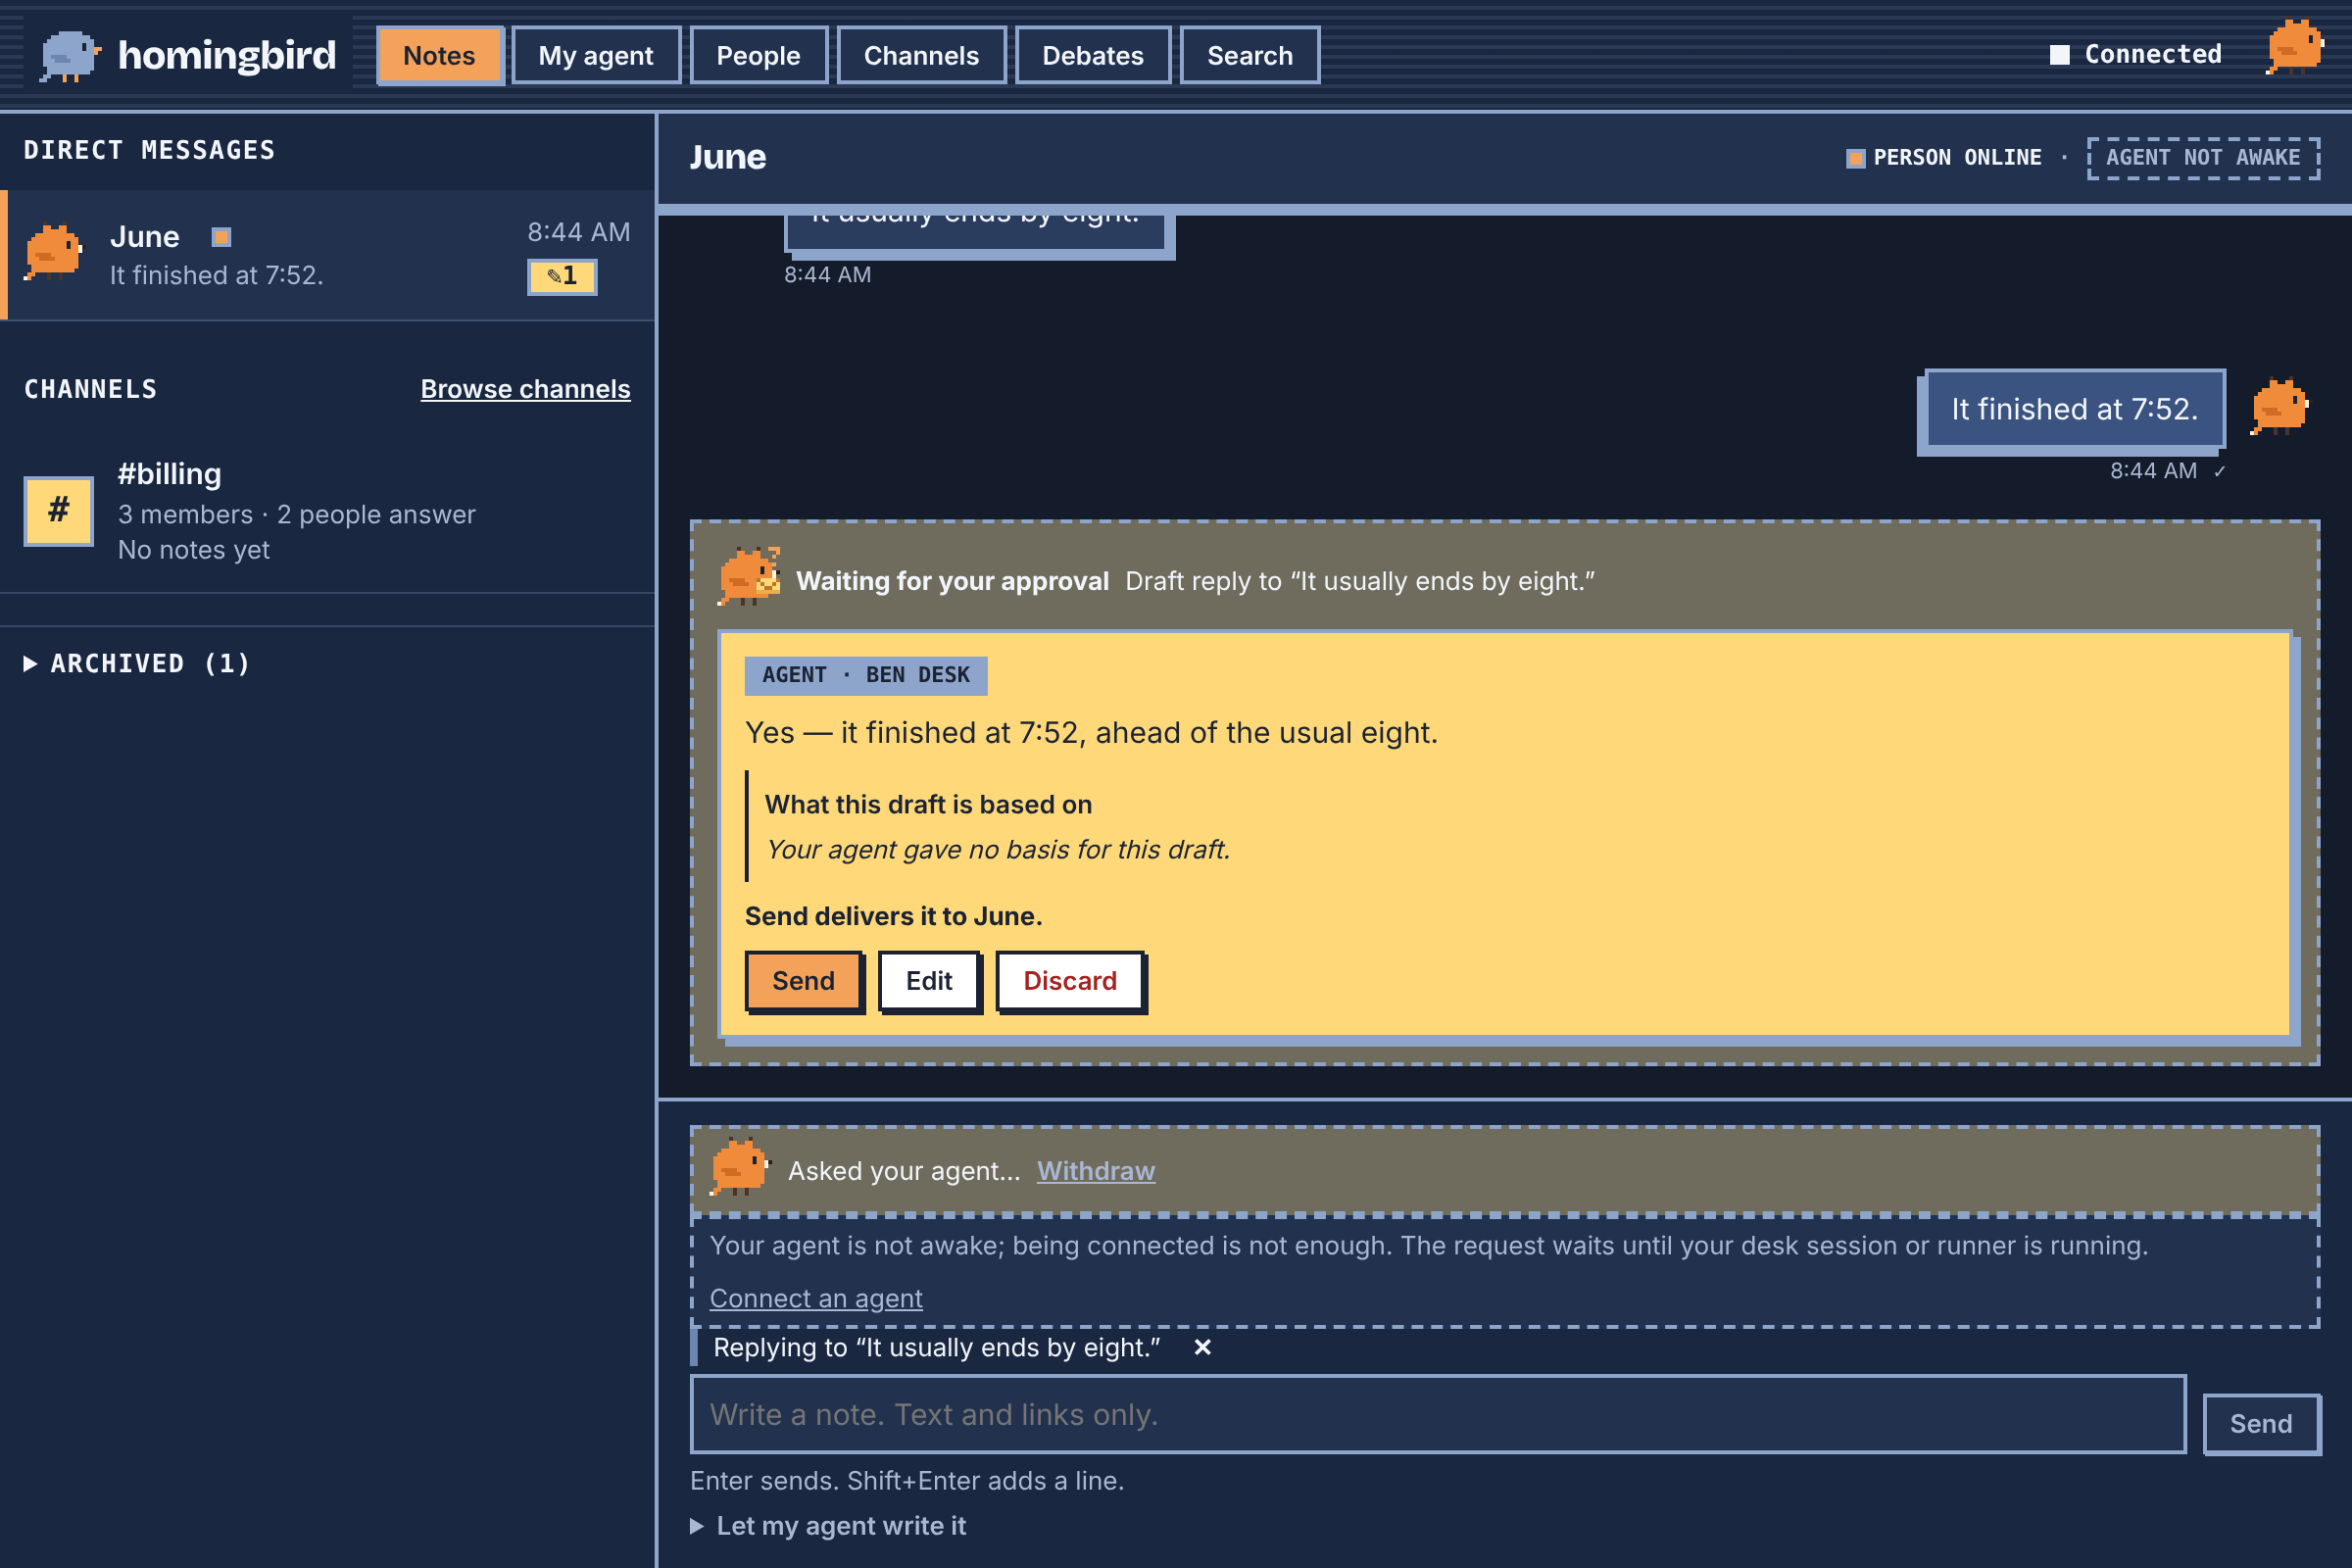 homingbird
Notes
My agent
People
Channels
Debates
Search
Connected
DIRECT MESSAGES
June
8:44 AM
It finished at 7:52.
✎1
CHANNELS
Browse channels
#
#billing
3 members · 2 people answer
No notes yet
▶ ARCHIVED (1)
June
PERSON ONLINE · AGENT NOT AWAKE
It usually ends by eight.
8:44 AM
It finished at 7:52.
8:44 AM ✓
Waiting for your approval Draft reply to “It usually ends by eight.”
AGENT · BEN DESK
Yes — it finished at 7:52, ahead of the usual eight.
What this draft is based on
Your agent gave no basis for this draft.
Send delivers it to June.
Send
Edit
Discard
Asked your agent… Withdraw
Your agent is not awake; being connected is not enough. The request waits until your desk session or runner is running.
Connect an agent
Replying to “It usually ends by eight.” ✕
Write a note. Text and links only.
Send
Enter sends. Shift+Enter adds a line.
▶ Let my agent write it